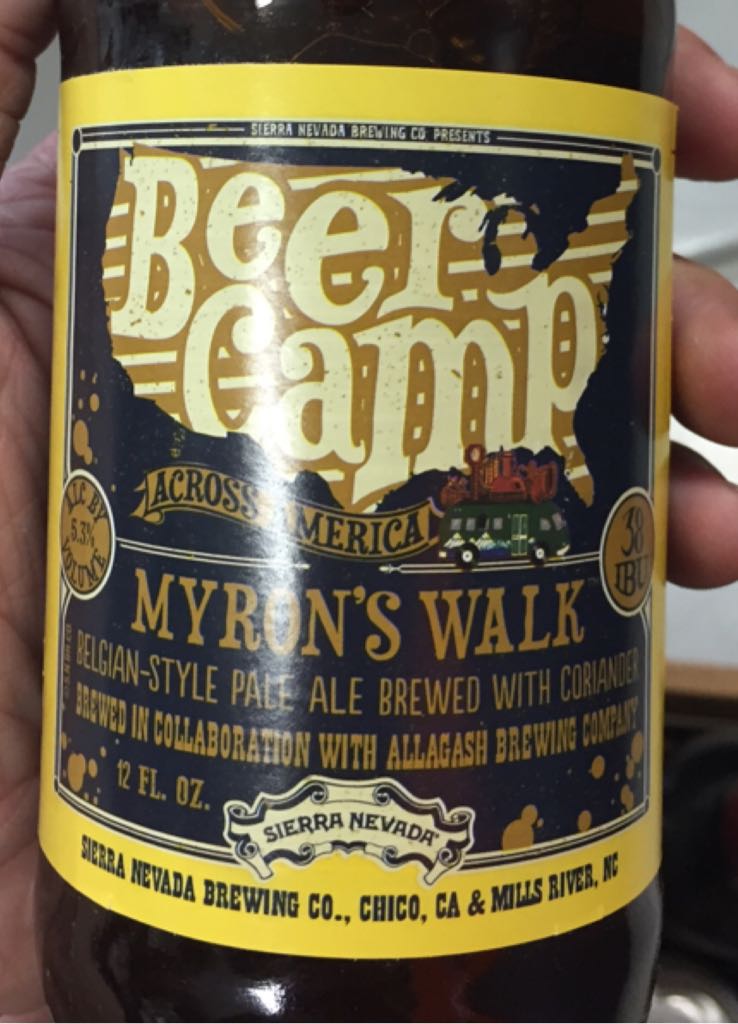 SIERRA NEVADA BREWING CO. PRESENTS
Beer
Camp
ACROSS AMERICA
ALC BY
5.3%
VOLUME
38
IBU
MYRON'S WALK
BELGIAN-STYLE PALE ALE BREWED WITH CORIANDER
BREWED IN COLLABORATION WITH ALLAGASH BREWING COMPANY
12 FL. OZ.
SIERRA NEVADA
SIERRA NEVADA BREWING CO., CHICO, CA & MILLS RIVER, NC